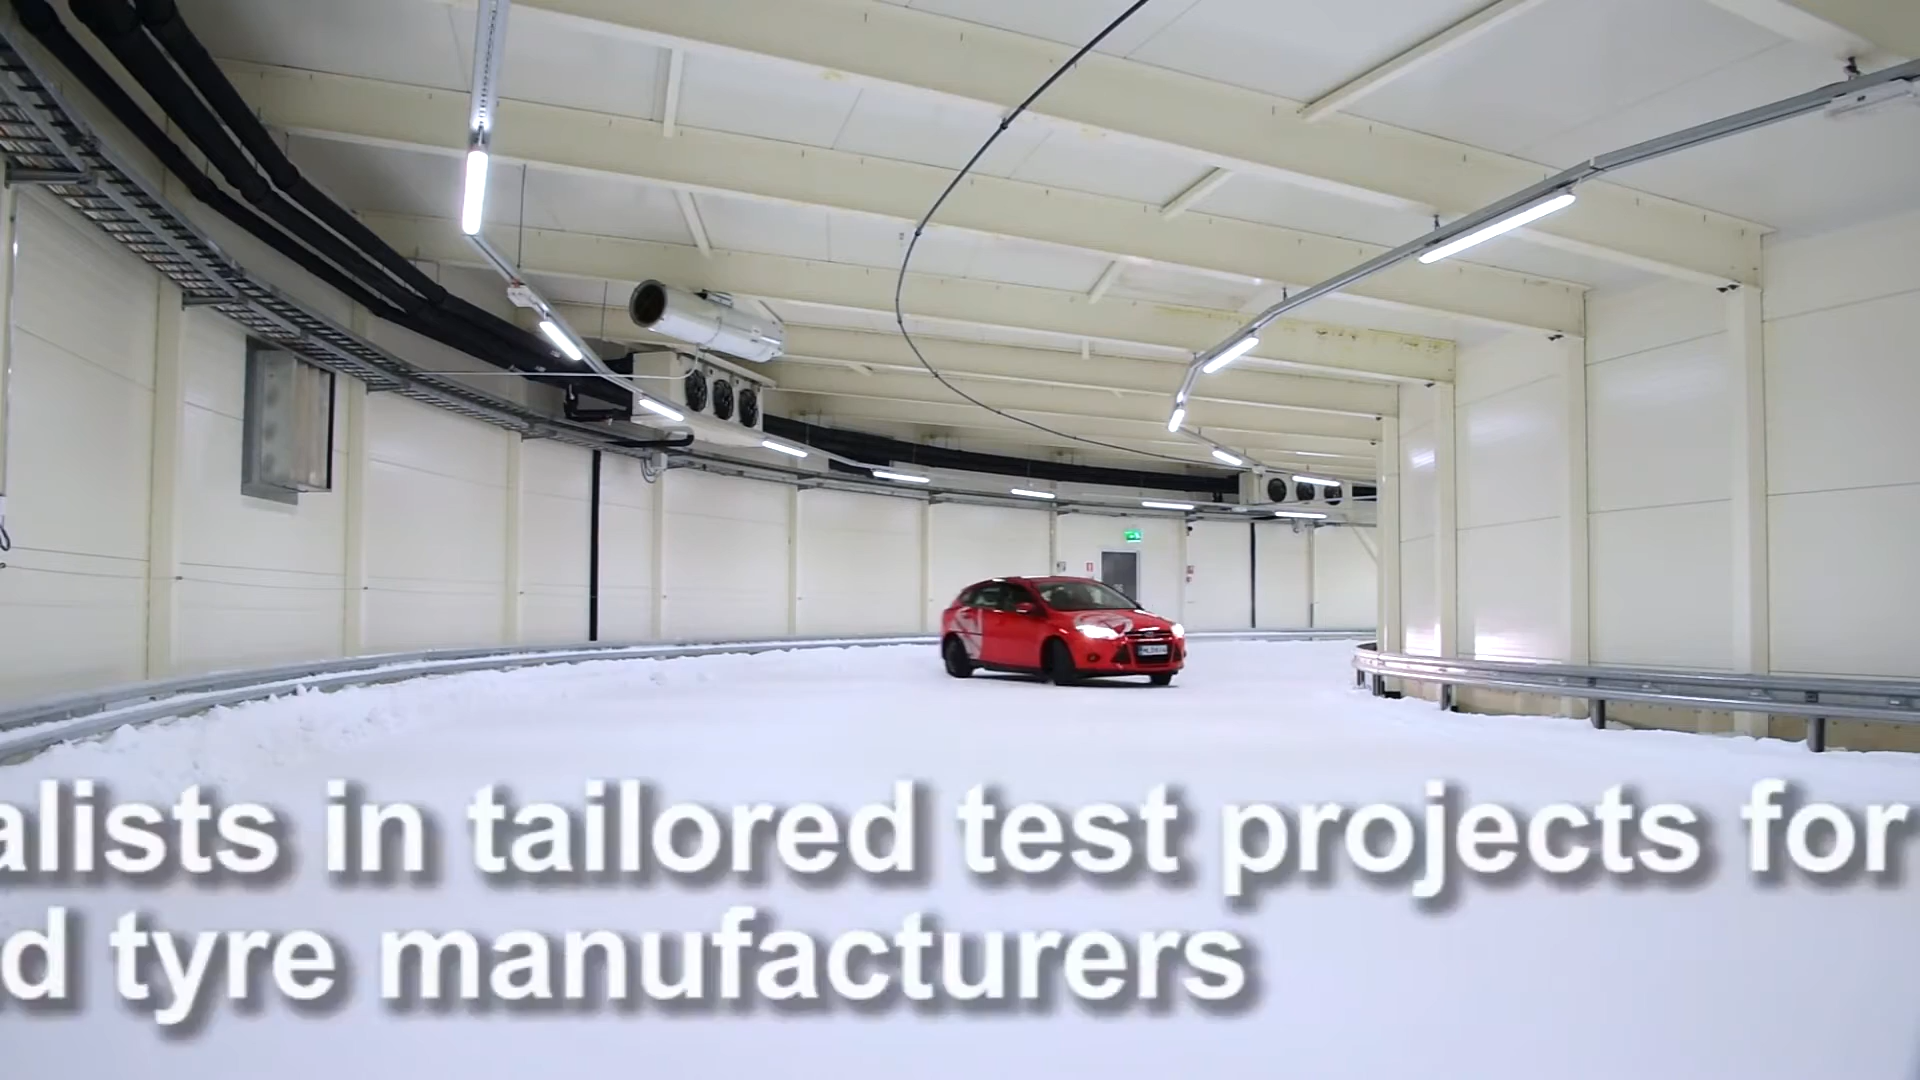 alists in tailored test projects for
d tyre manufacturers